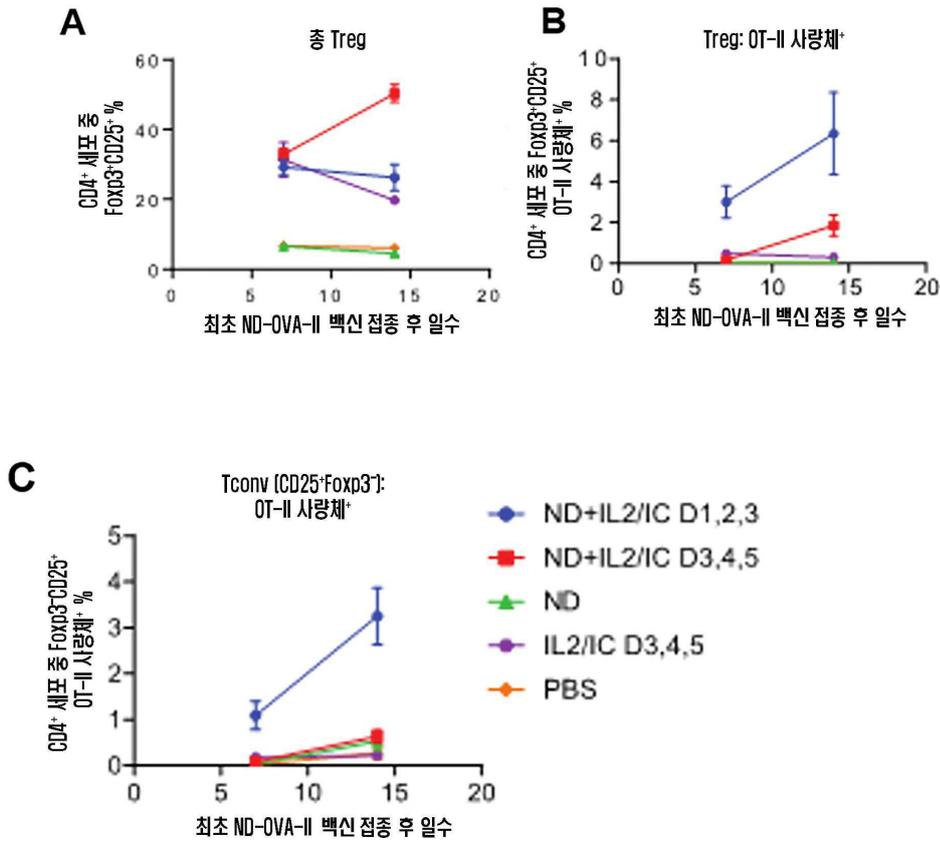 A
총 Treg
CD4⁺ 세포 중
Foxp3⁺CD25⁺ %
60
40
20
0
0 5 10 15 20
최초 ND-OVA-II 백신 접종 후 일수
B
Treg: OT-II 사량체⁺
CD4⁺ 세포 중 Foxp3⁺CD25⁺
OT-II 사량체⁺ %
10
8
6
4
2
0
0 5 10 15 20
최초 ND-OVA-II 백신 접종 후 일수
C
Tconv (CD25⁺Foxp3⁻):
OT-II 사량체⁺
CD4⁺ 세포 중 Foxp3⁻CD25⁺
OT-II 사량체⁺ %
5
4
3
2
1
0
0 5 10 15 20
최초 ND-OVA-II 백신 접종 후 일수
ND+IL2/IC D1,2,3
ND+IL2/IC D3,4,5
ND
IL2/IC D3,4,5
PBS